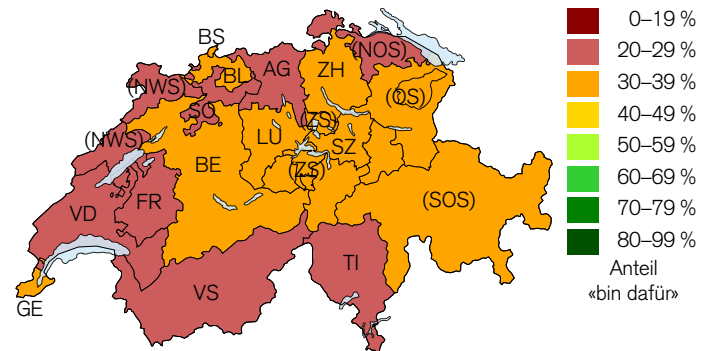 BS
BL
AG
ZH
(NOS)
(NWS)
SO
(OS)
(NWS)
LU
(ZS)
SZ
BE
(ZS)
(SOS)
VD
FR
TI
VS
GE
0–19 %
20–29 %
30–39 %
40–49 %
50–59 %
60–69 %
70–79 %
80–99 %
Anteil
«bin dafür»